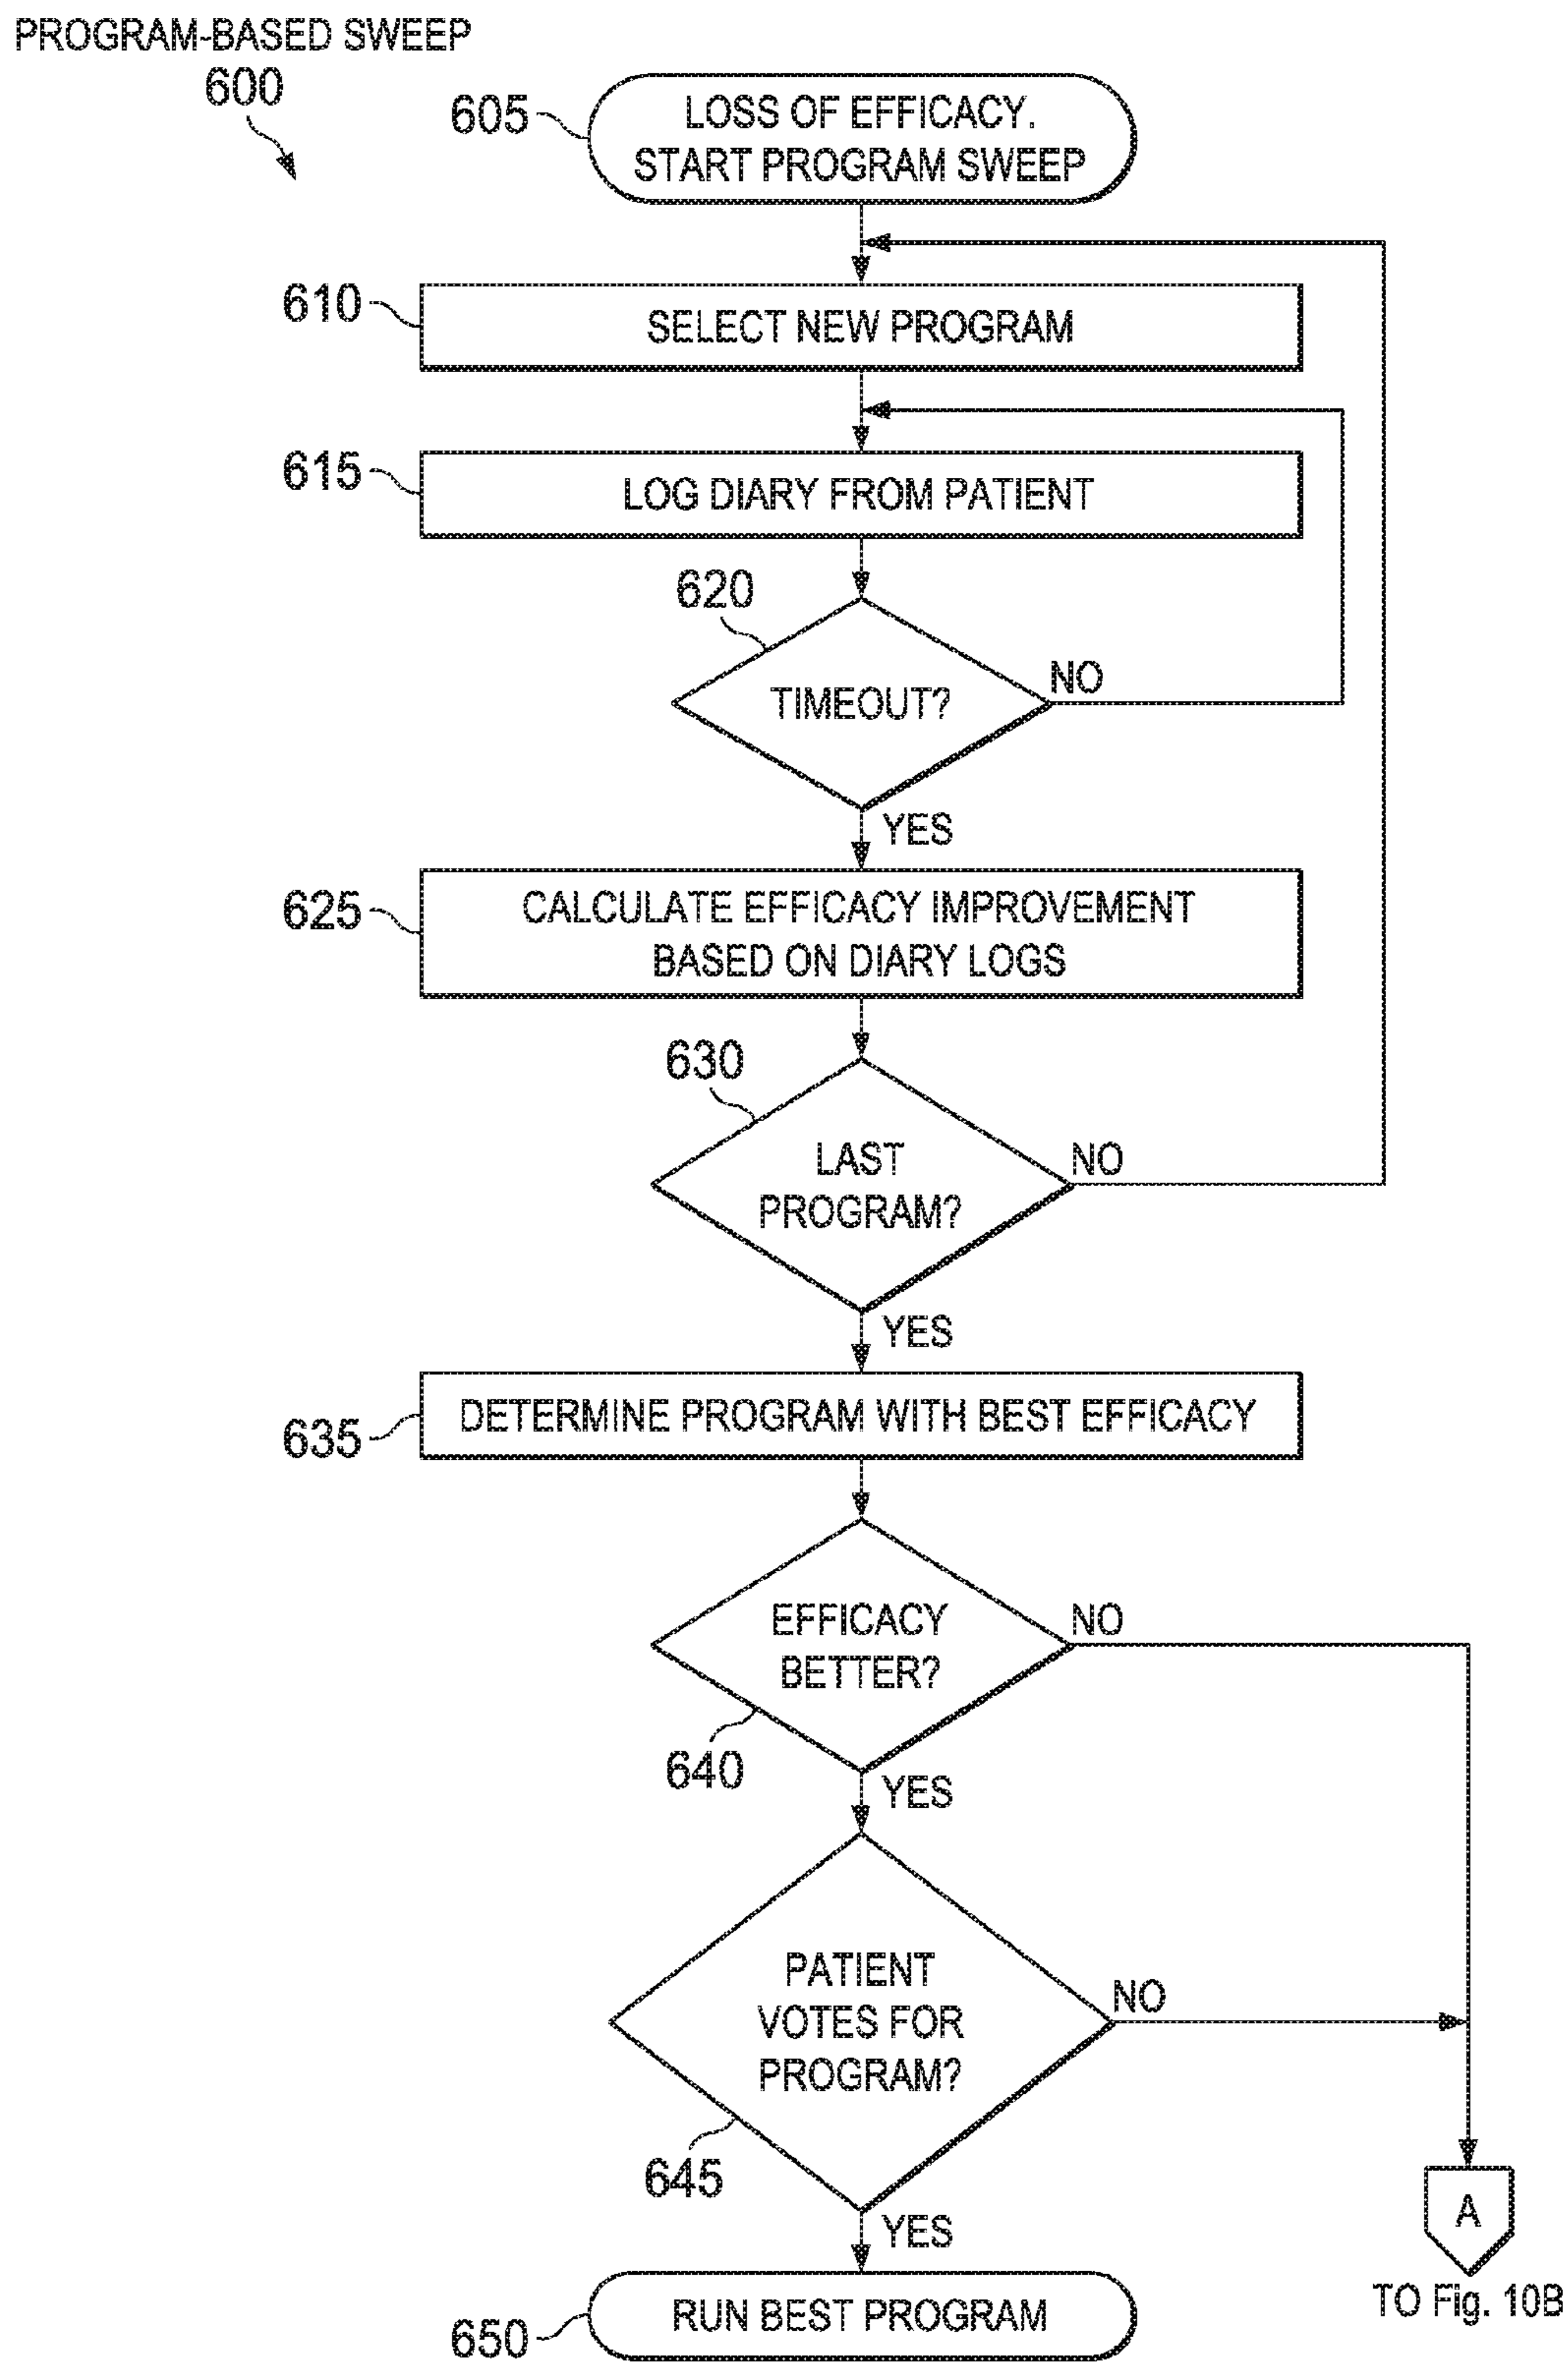 PROGRAM-BASED SWEEP
600
605
LOSS OF EFFICACY.
START PROGRAM SWEEP
610
SELECT NEW PROGRAM
615
LOG DIARY FROM PATIENT
620
TIMEOUT?
NO
YES
625
CALCULATE EFFICACY IMPROVEMENT
BASED ON DIARY LOGS
630
LAST
PROGRAM?
NO
YES
635
DETERMINE PROGRAM WITH BEST EFFICACY
EFFICACY
BETTER?
NO
640
YES
PATIENT
VOTES FOR
PROGRAM?
NO
645
YES
A
TO Fig. 10B
650
RUN BEST PROGRAM